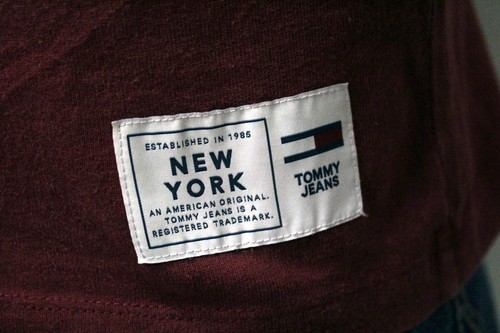 ESTABLISHED IN 1985
NEW
YORK
AN AMERICAN ORIGINAL.
TOMMY JEANS IS A
REGISTERED TRADEMARK.
TOMMY
JEANS